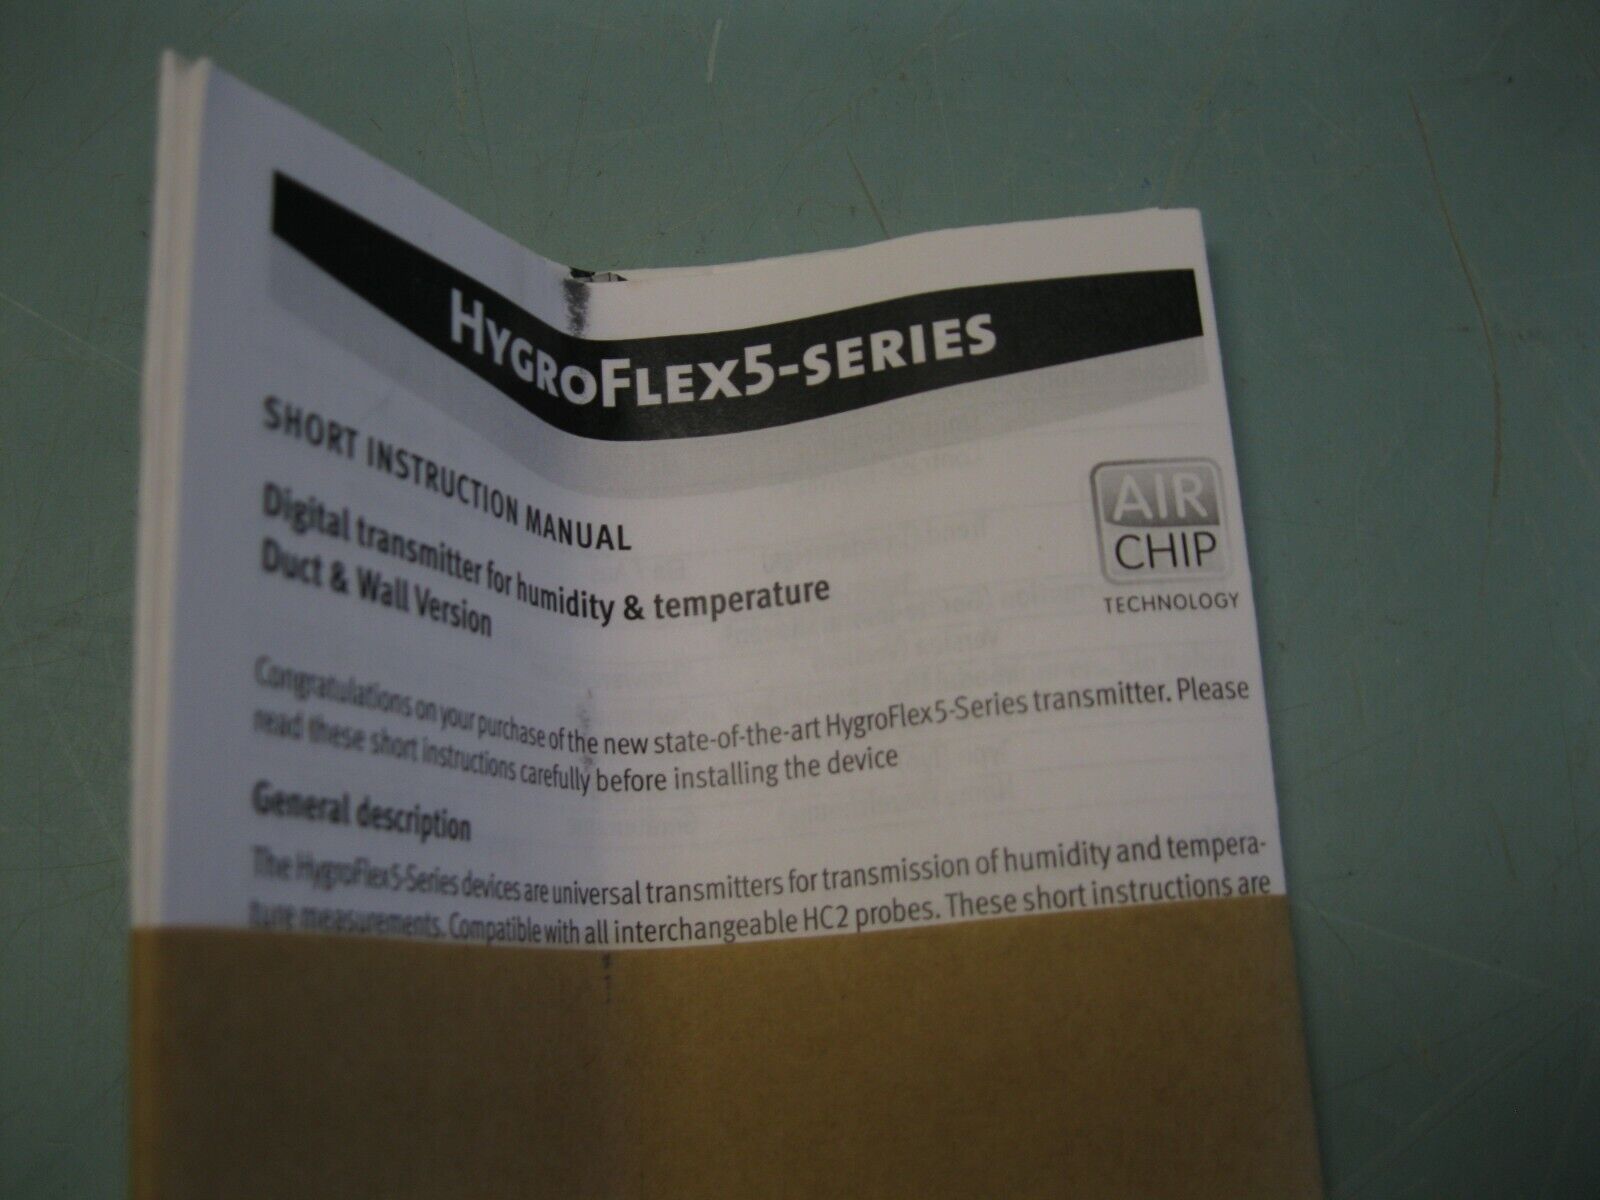 HYGROFLEX5-SERIES
SHORT INSTRUCTION MANUAL
Digital transmitter for humidity & temperature
Duct & Wall Version
AIR
CHIP
TECHNOLOGY
Congratulations on your purchase of the new state-of-the-art HygroFlex5-Series transmitter. Please
read these short instructions carefully before installing the device
General description
The HygroFlex5-Series devices are universal transmitters for transmission of humidity and tempera-
ture measurements. Compatible with all interchangeable HC2 probes. These short instructions are